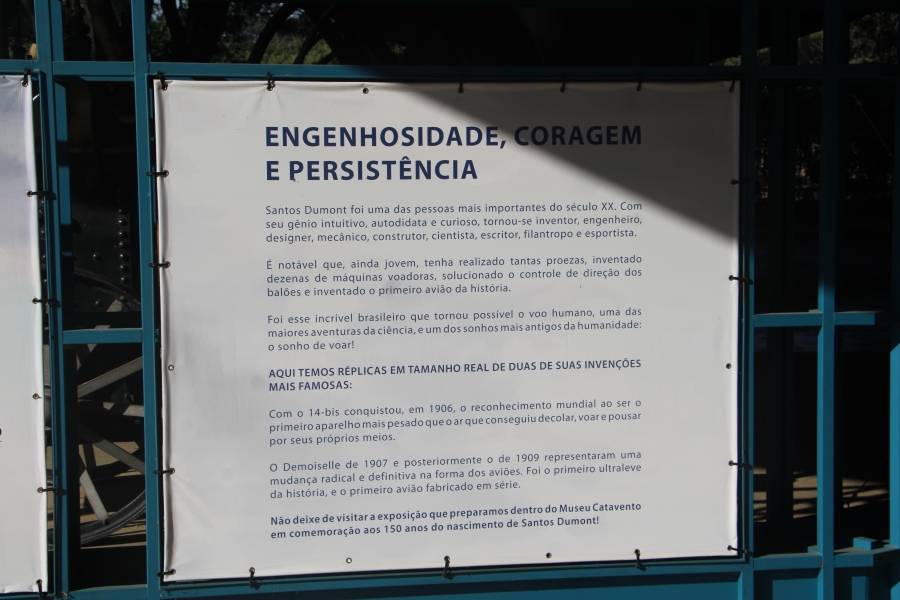 ENGENHOSIDADE, CORAGEM
E PERSISTÊNCIA
Santos Dumont foi uma das pessoas mais importantes do século XX. Com
seu gênio intuitivo, autodidata e curioso, tornou-se inventor, engenheiro,
designer, mecânico, construtor, cientista, escritor, filantropo e esportista.
É notável que, ainda jovem, tenha realizado tantas proezas, inventado
dezenas de máquinas voadoras, solucionado o controle de direção dos
balões e inventado o primeiro avião da história.
Foi esse incrível brasileiro que tornou possível o voo humano, uma das
maiores aventuras da ciência, e um dos sonhos mais antigos da humanidade:
o sonho de voar!
AQUI TEMOS RÉPLICAS EM TAMANHO REAL DE DUAS DE SUAS INVENÇÕES
MAIS FAMOSAS:
Com o 14-bis conquistou, em 1906, o reconhecimento mundial ao ser o
primeiro aparelho mais pesado que o ar que conseguiu decolar, voar e pousar
por seus próprios meios.
O Demoiselle de 1907 e posteriormente o de 1909 representaram uma
mudança radical e definitiva na forma dos aviões. Foi o primeiro ultraleve
da história, e o primeiro avião fabricado em série.
Não deixe de visitar a exposição que preparamos dentro do Museu Catavento
em comemoração aos 150 anos do nascimento de Santos Dumont!